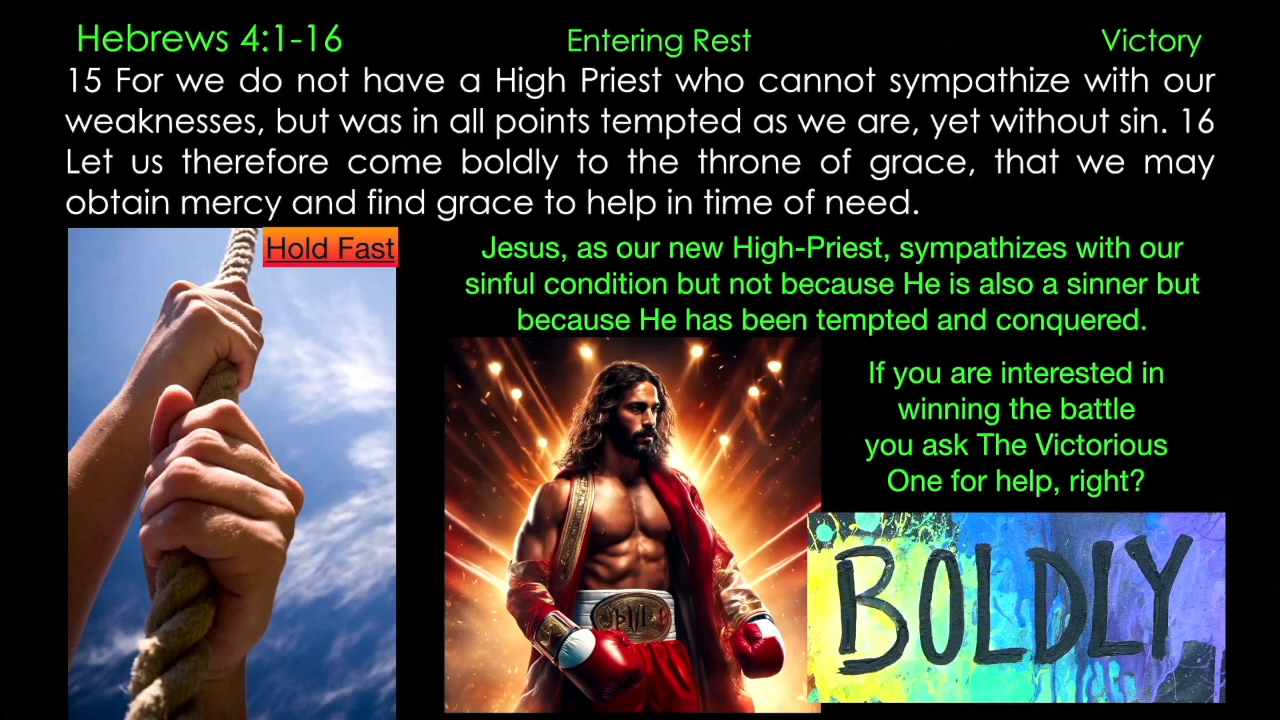 Hebrews 4:1-16 Entering Rest Victory
15 For we do not have a High Priest who cannot sympathize with our
weaknesses, but was in all points tempted as we are, yet without sin. 16
Let us therefore come boldly to the throne of grace, that we may
obtain mercy and find grace to help in time of need.
Hold Fast
Jesus, as our new High-Priest, sympathizes with our
sinful condition but not because He is also a sinner but
because He has been tempted and conquered.
If you are interested in
winning the battle
you ask The Victorious
One for help, right?
BOLDLY